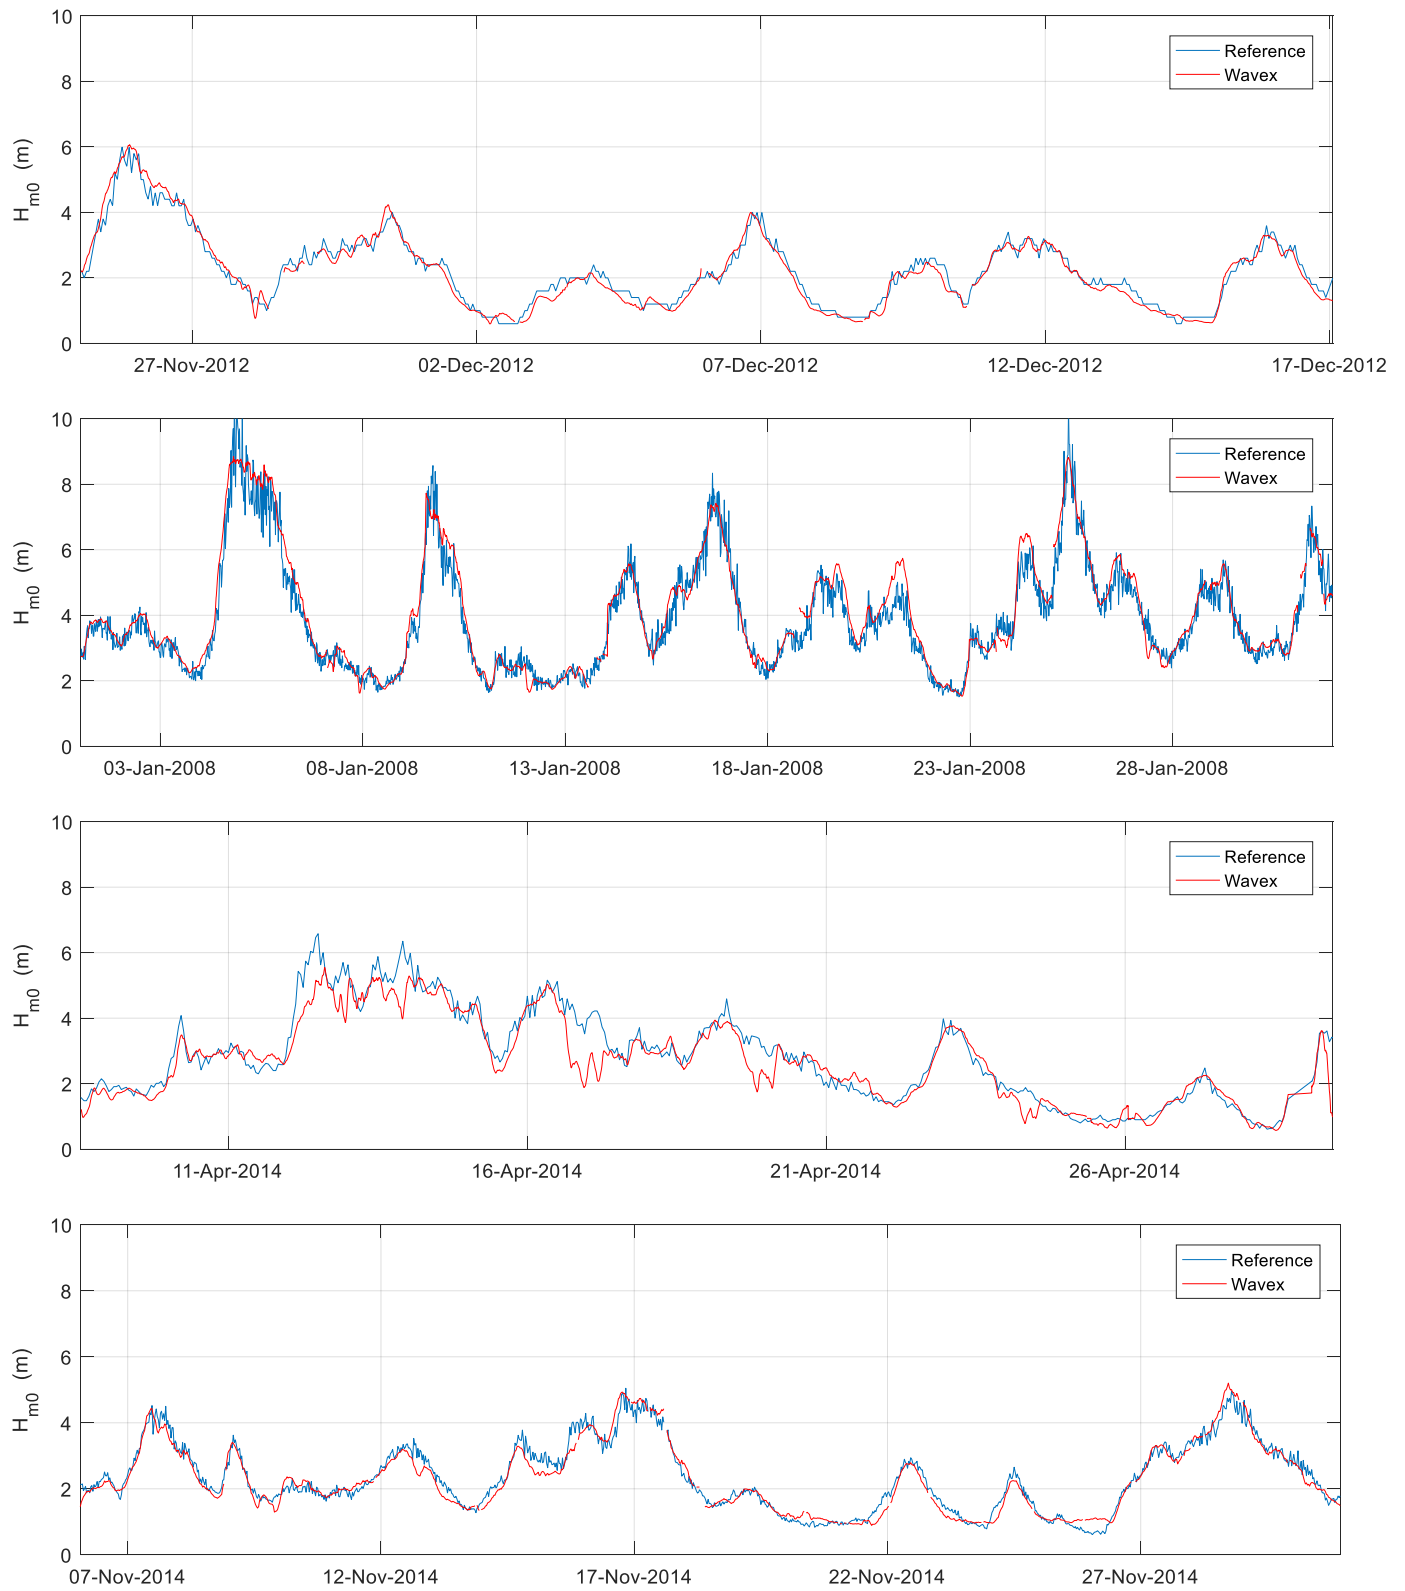 10
8
6
4
2
0
H_m0 (m)
Reference
Wavex
27-Nov-2012 02-Dec-2012 07-Dec-2012 12-Dec-2012 17-Dec-2012
10
8
6
4
2
0
H_m0 (m)
Reference
Wavex
03-Jan-2008 08-Jan-2008 13-Jan-2008 18-Jan-2008 23-Jan-2008 28-Jan-2008
10
8
6
4
2
0
H_m0 (m)
Reference
Wavex
11-Apr-2014 16-Apr-2014 21-Apr-2014 26-Apr-2014
10
8
6
4
2
0
H_m0 (m)
Reference
Wavex
07-Nov-2014 12-Nov-2014 17-Nov-2014 22-Nov-2014 27-Nov-2014